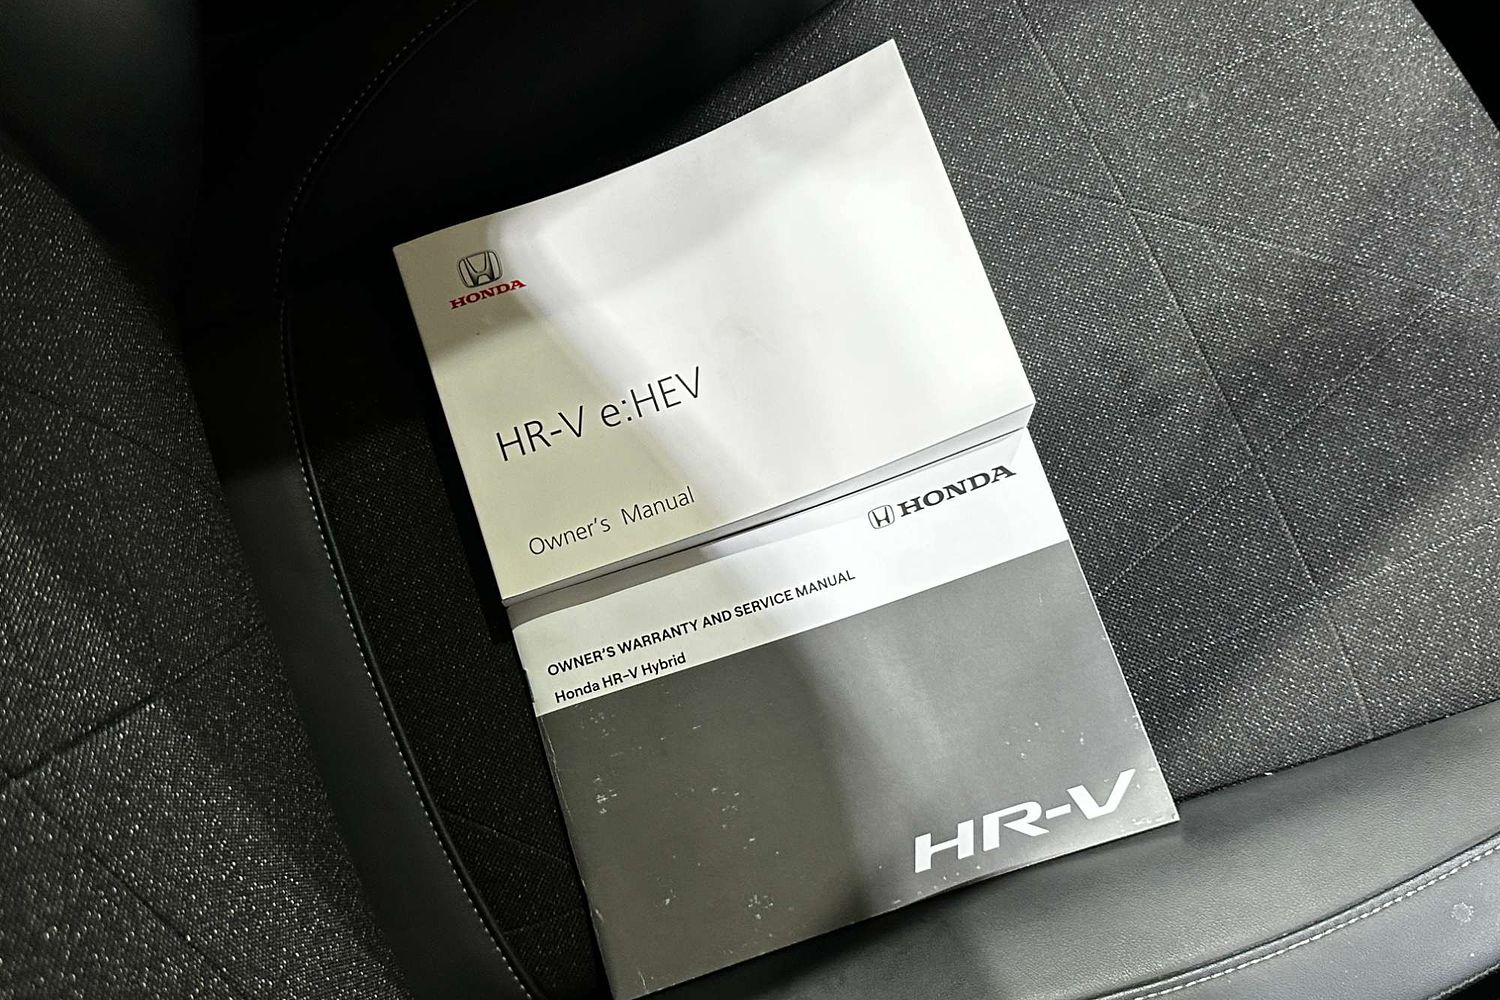 HONDA
HR-V e:HEV
Owner's Manual
HONDA
OWNER'S WARRANTY AND SERVICE MANUAL
Honda HR-V Hybrid
HR-V